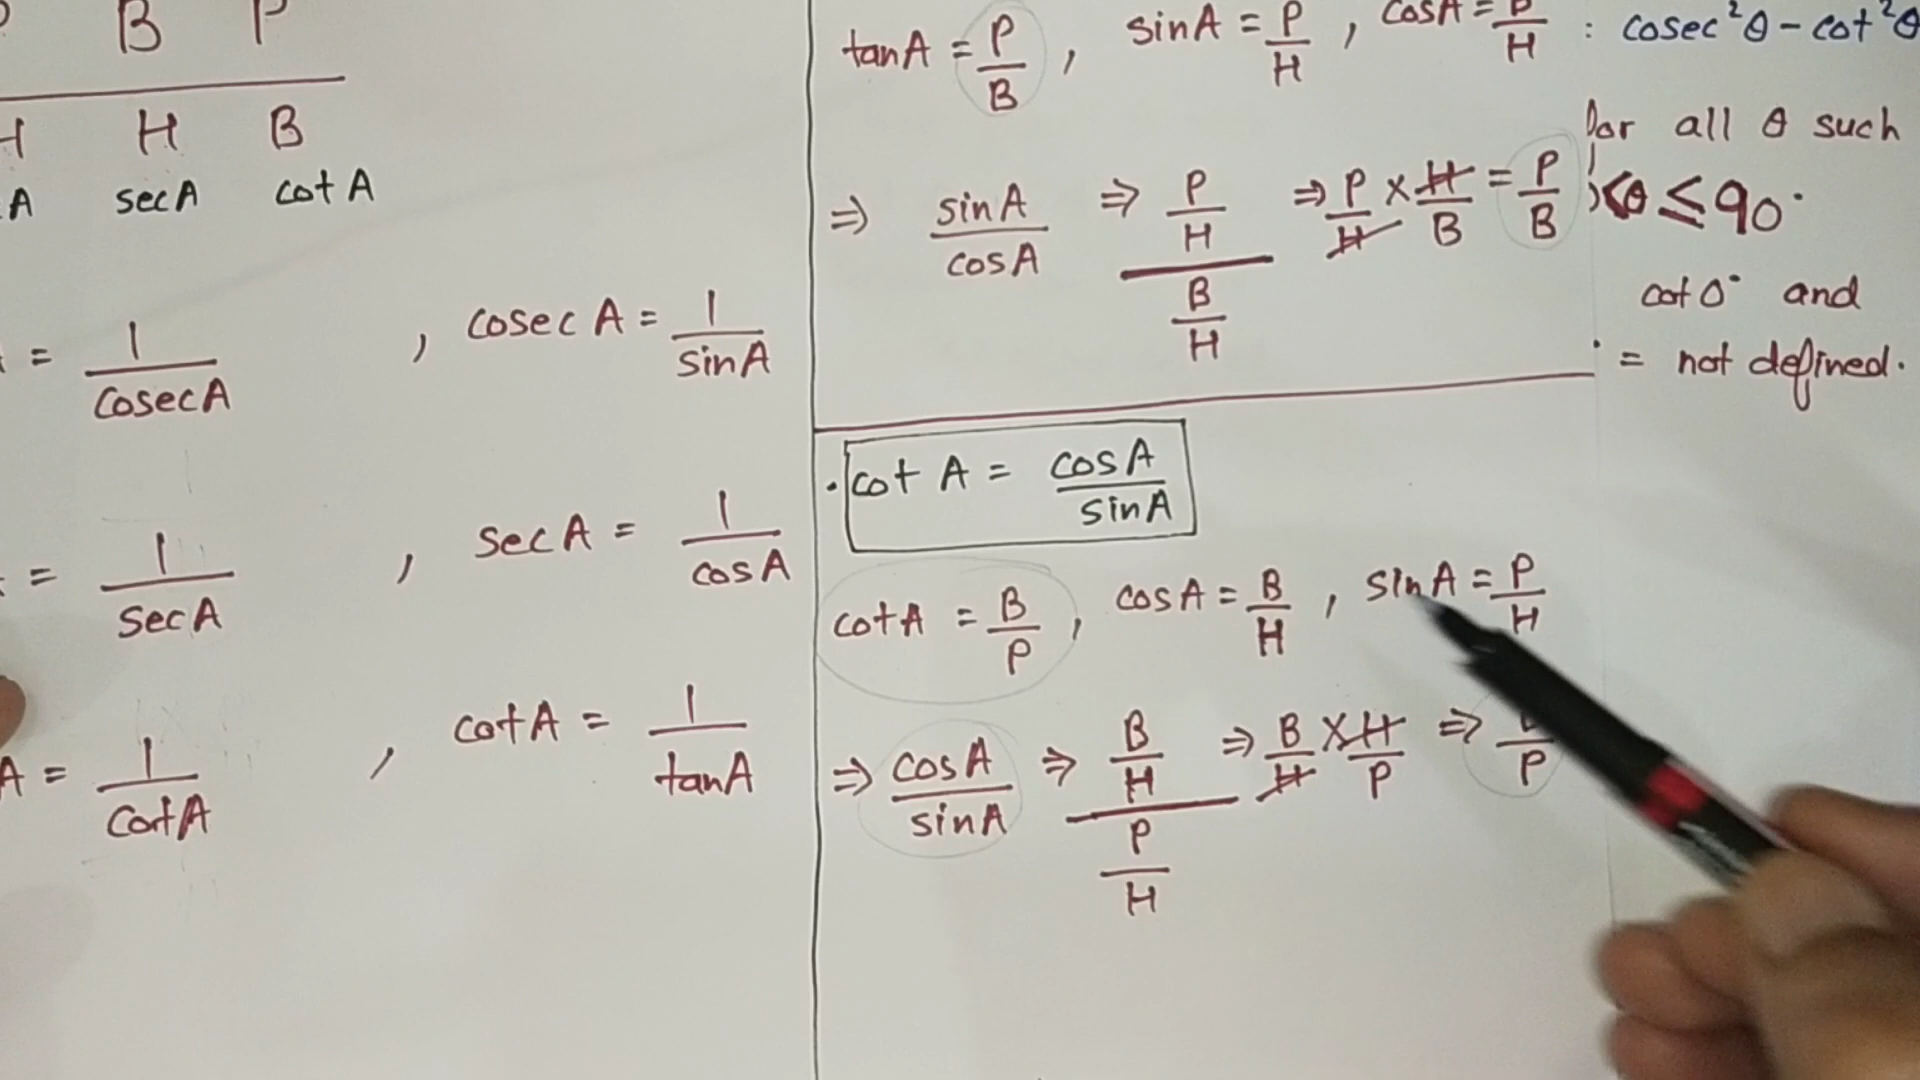 B P
H H B
A secA cot A
= 1/cosecA , cosec A = 1/sinA
= 1/secA , sec A = 1/cosA
A = 1/cotA , cotA = 1/tanA
tanA = P/B , sinA = P/H , cosA = /H
⇒ sinA/cosA ⇒ P/H / B/H ⇒ P/H × H/B = P/B
. cot A = cosA/sinA
cotA = B/P , cosA = B/H , sinA = P/H
⇒ cosA/sinA ⇒ B/H / P/H ⇒ B/H × H/P ⇒ /P
: cosec²θ - cot²θ
for all θ such
<θ ≤ 90°
cot 0° and
= not defined.